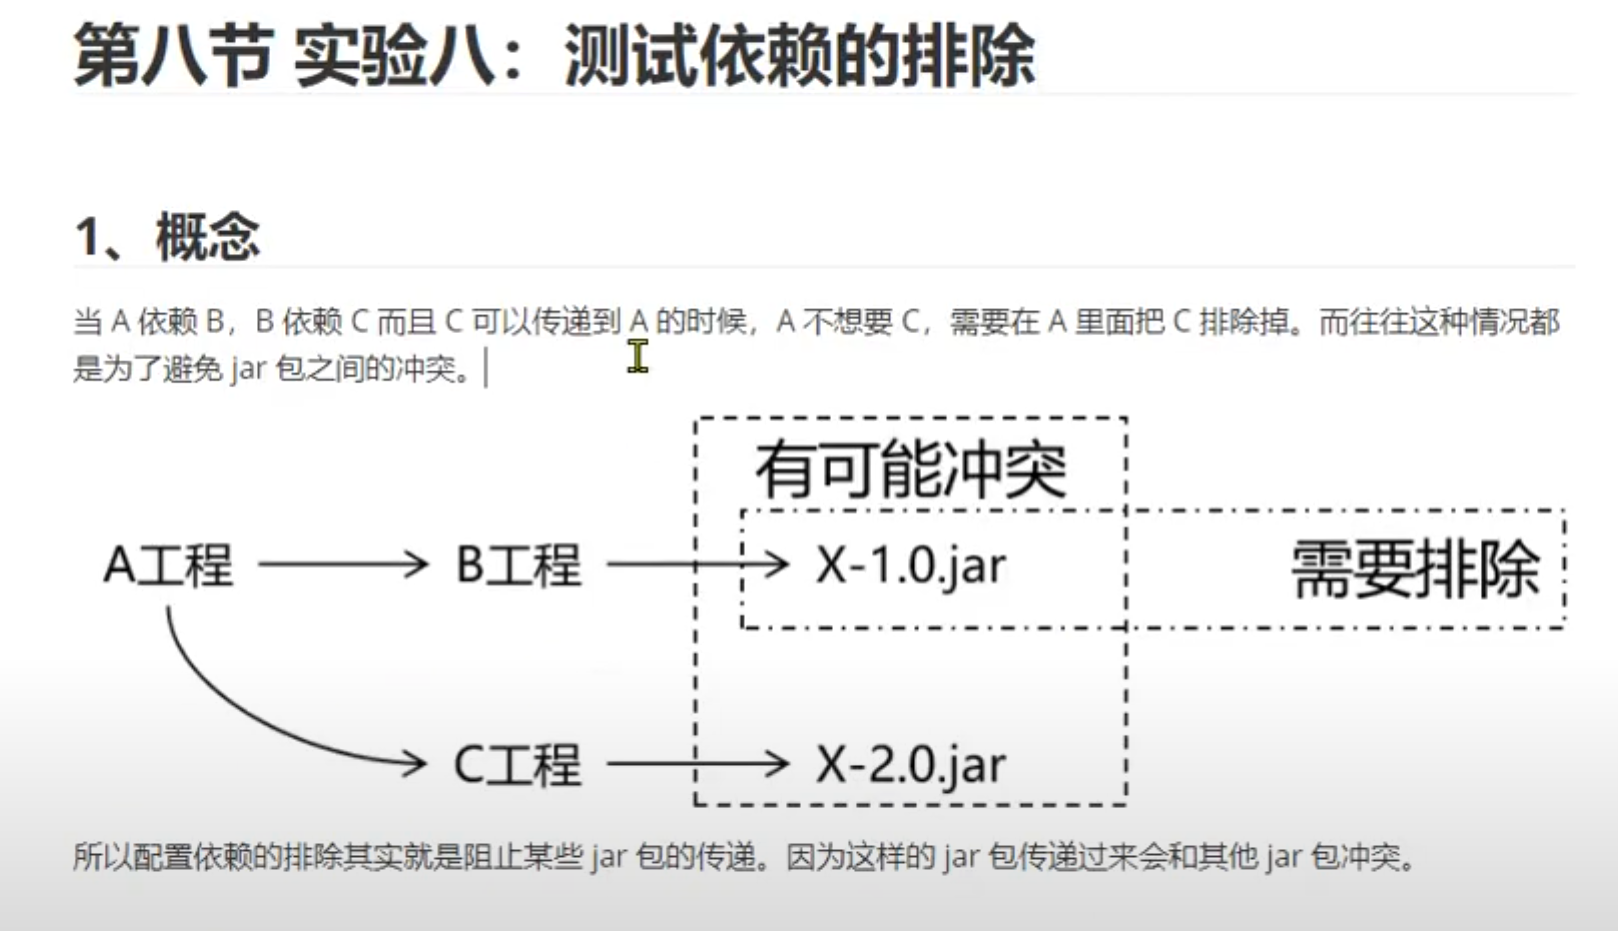 第八节 实验八：测试依赖的排除
1、概念
当 A 依赖 B，B 依赖 C 而且 C 可以传递到 A 的时候，A 不想要 C，需要在 A 里面把 C 排除掉。而往往这种情况都
是为了避免 jar 包之间的冲突。
有可能冲突
A工程
B工程
X-1.0.jar
需要排除
C工程
X-2.0.jar
所以配置依赖的排除其实就是阻止某些 jar 包的传递。因为这样的 jar 包传递过来会和其他 jar 包冲突。